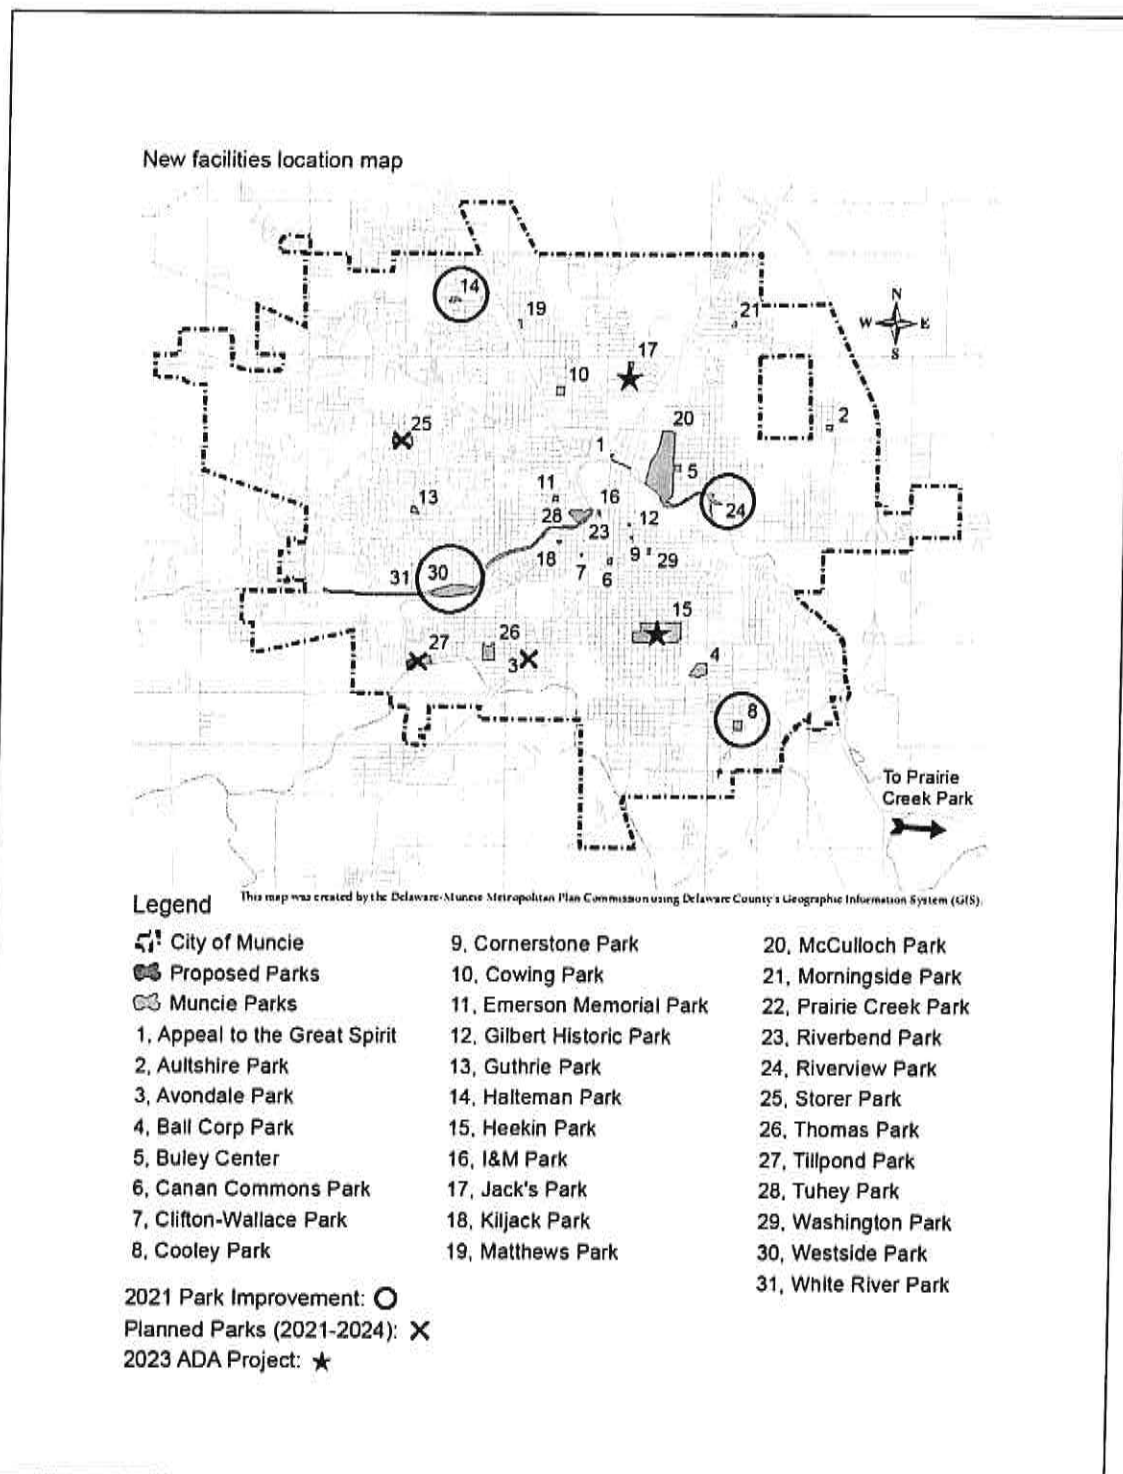 New facilities location map
14
19
21
N
W E
S
17
10
2
25
20
1
5
11
16
13
24
28
12
23
18
9
29
7
6
31
30
15
27
26
3
4
8
To Prairie
Creek Park
Legend
This map was created by the Delaware-Muncie Metropolitan Plan Commission using Delaware County's Geographic Information System (GIS).
City of Muncie
Proposed Parks
Muncie Parks
1, Appeal to the Great Spirit
2, Aultshire Park
3, Avondale Park
4, Ball Corp Park
5, Buley Center
6, Canan Commons Park
7, Clifton-Wallace Park
8, Cooley Park
9, Cornerstone Park
10, Cowing Park
11, Emerson Memorial Park
12, Gilbert Historic Park
13, Guthrie Park
14, Halteman Park
15, Heekin Park
16, I&M Park
17, Jack's Park
18, Kiljack Park
19, Matthews Park
20, McCulloch Park
21, Morningside Park
22, Prairie Creek Park
23, Riverbend Park
24, Riverview Park
25, Storer Park
26, Thomas Park
27, Tillpond Park
28, Tuhey Park
29, Washington Park
30, Westside Park
31, White River Park
2021 Park Improvement:
Planned Parks (2021-2024):
2023 ADA Project: